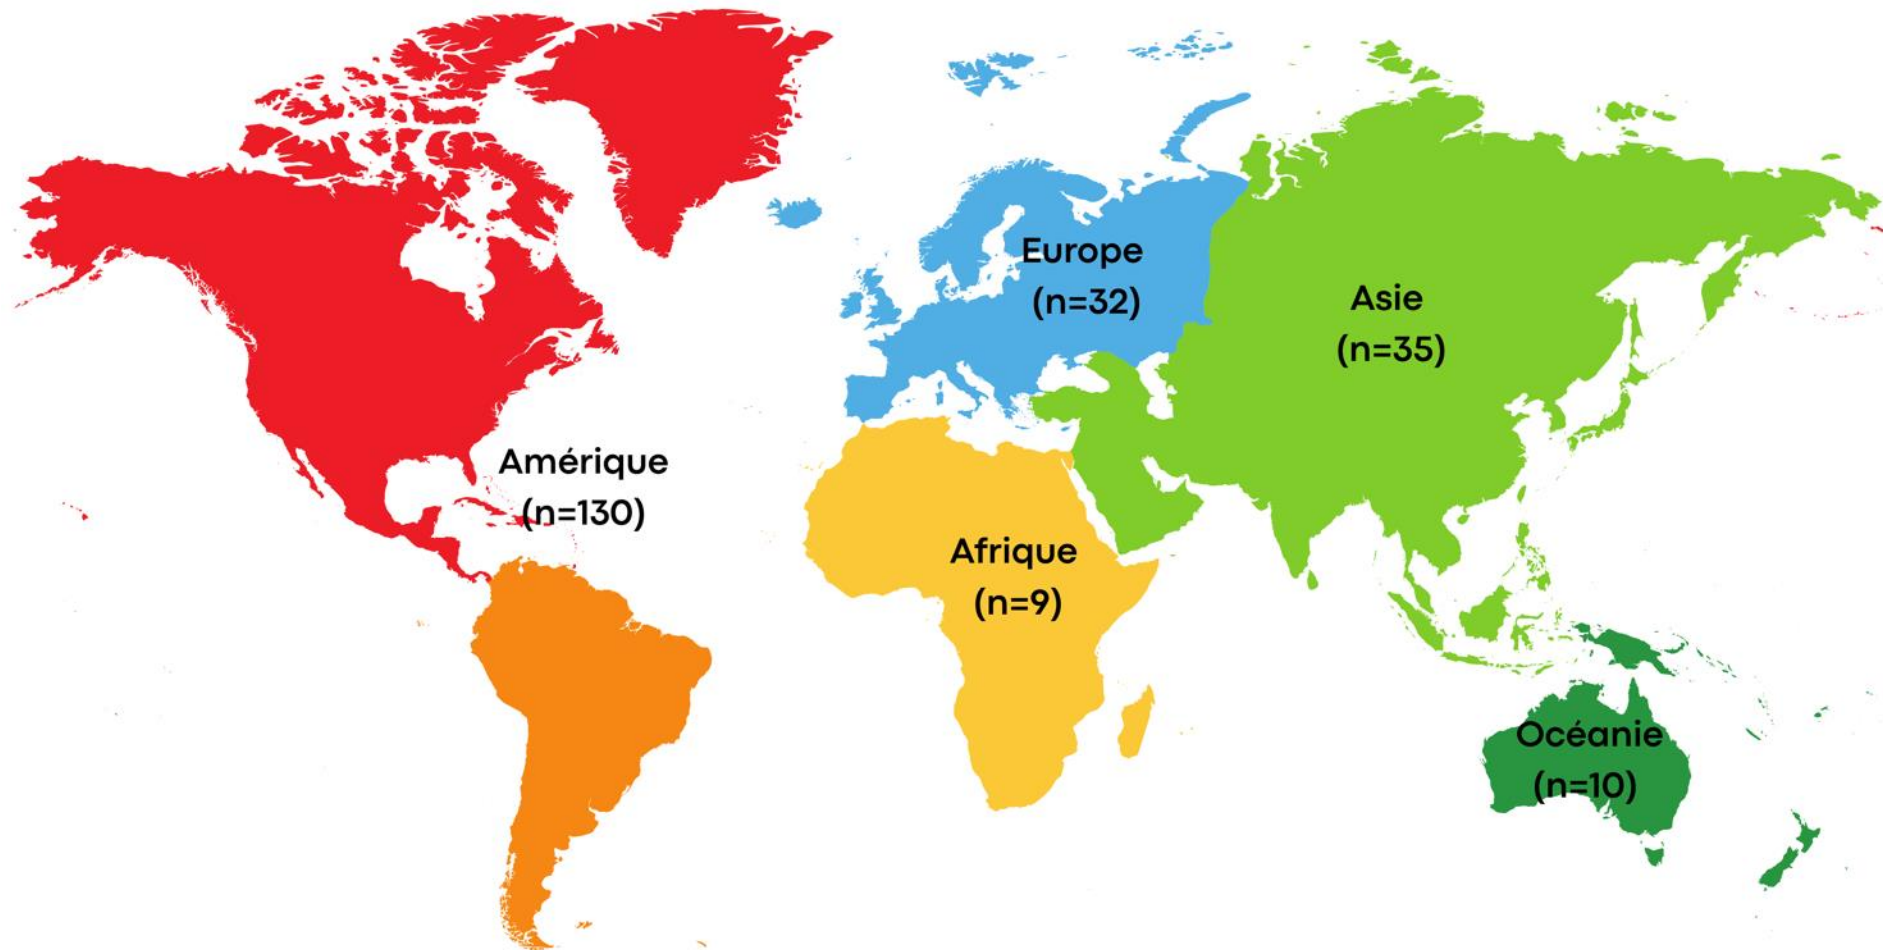 Europe
(n=32)
Asie
(n=35)
Amérique
(n=130)
Afrique
(n=9)
Océanie
(n=10)